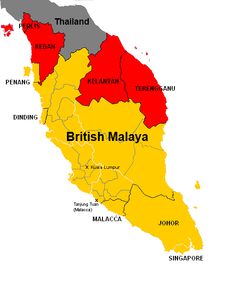 Thailand
PERLIS
KEDAH
KELANTAN
PENANG
TERENGGANU
DINDING
British Malaya
Kuala Lumpur
Tanjung Tuan
(Malacca)
MALACCA
JOHOR
SINGAPORE